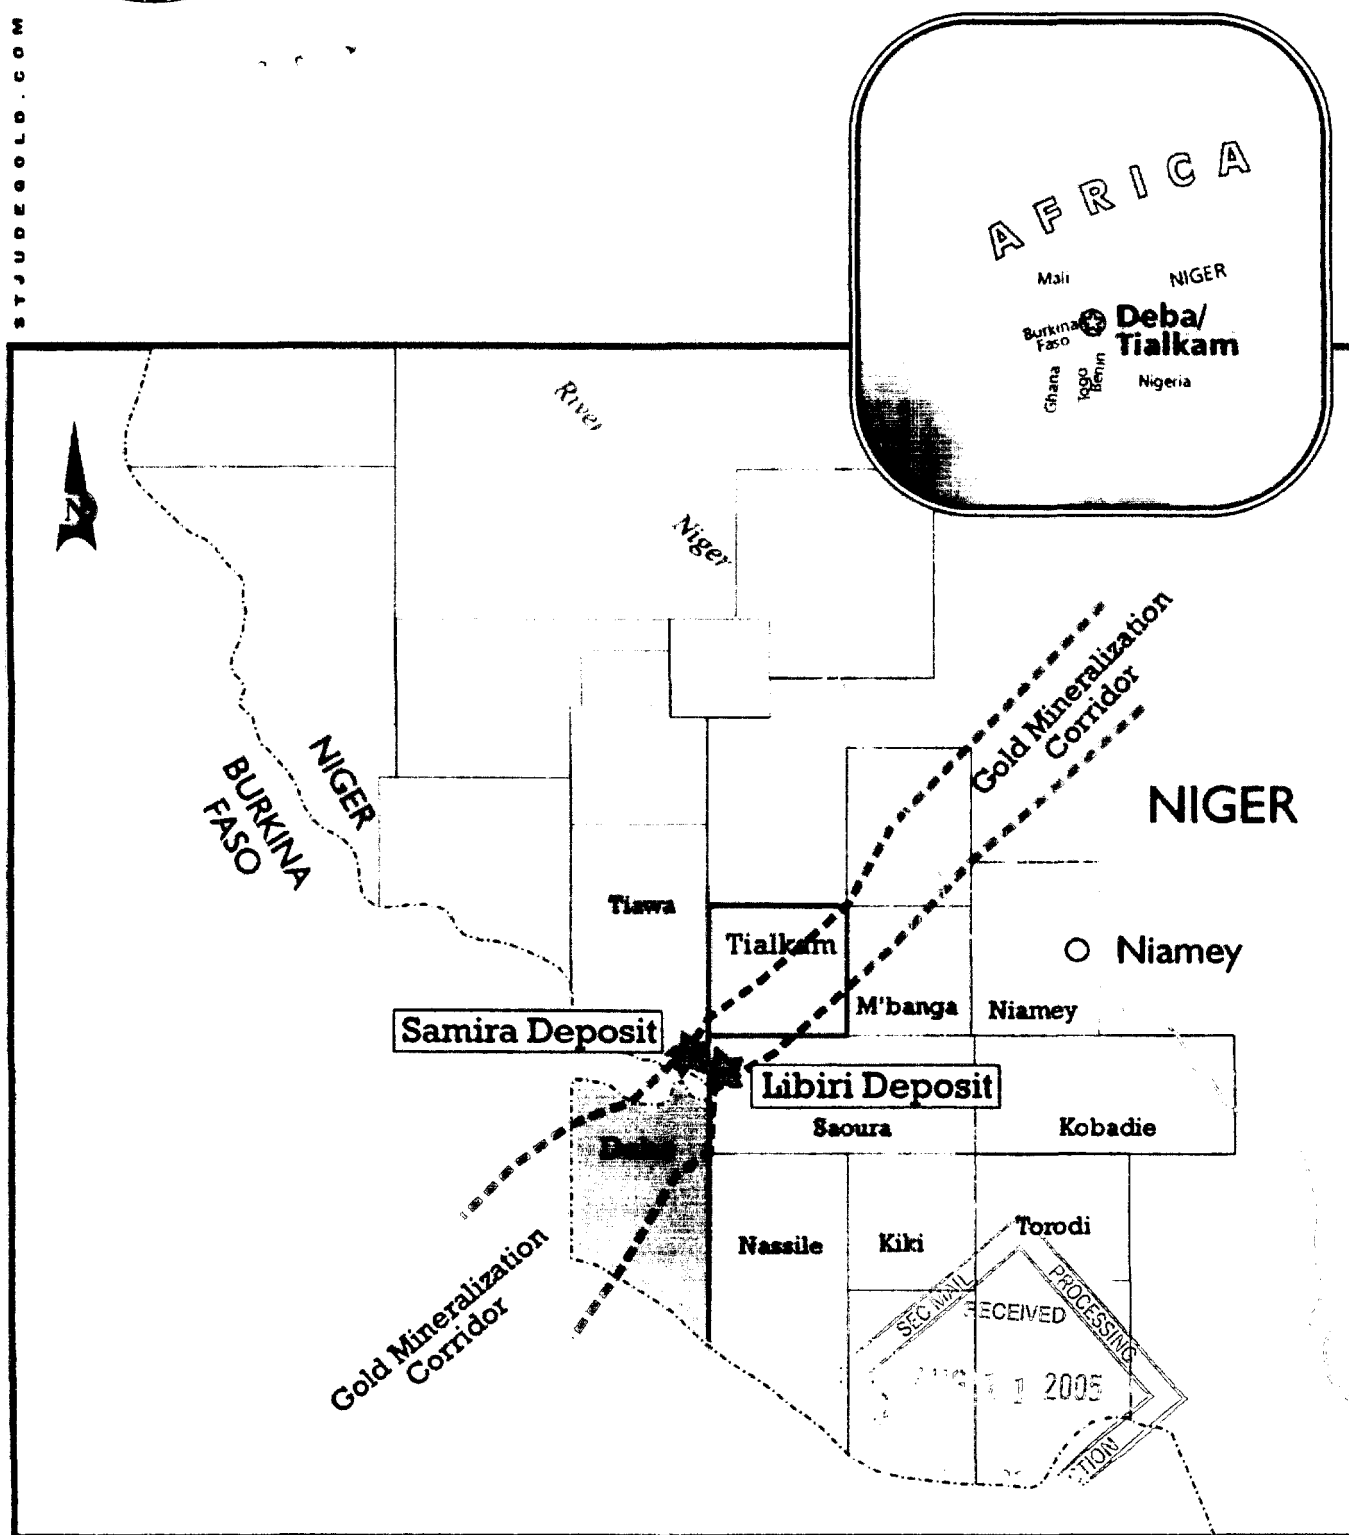 STJUDEGOLD.COM
AFRICA
Mali
NIGER
Burkina
Faso
Deba/
Tialkam
Ghana
Togo
Benin
Nigeria
River
Niger
N
Gold Mineralization
Corridor
NIGER
BURKINA
FASO
NIGER
Tiawa
Tialkam
Niamey
M'banga
Niamey
Samira Deposit
Libiri Deposit
Saoura
Kobadie
Deba
Nassile
Kiki
Torodi
Gold Mineralization
Corridor
SEC MAIL
RECEIVED
PROCESSING
1 2005